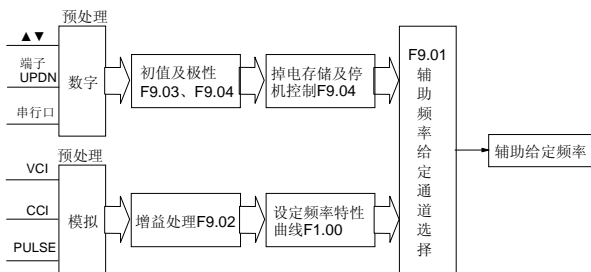 预处理
▲▼
端子
UPDN
串行口
数字
初值及极性
F9.03、F9.04
掉电存储及停
机控制F9.04
预处理
VCI
CCI
PULSE
模拟
增益处理F9.02
设定频率特性
曲线F1.00
F9.01
辅
助
频
率
给
定
通
道
选
择
辅助给定频率